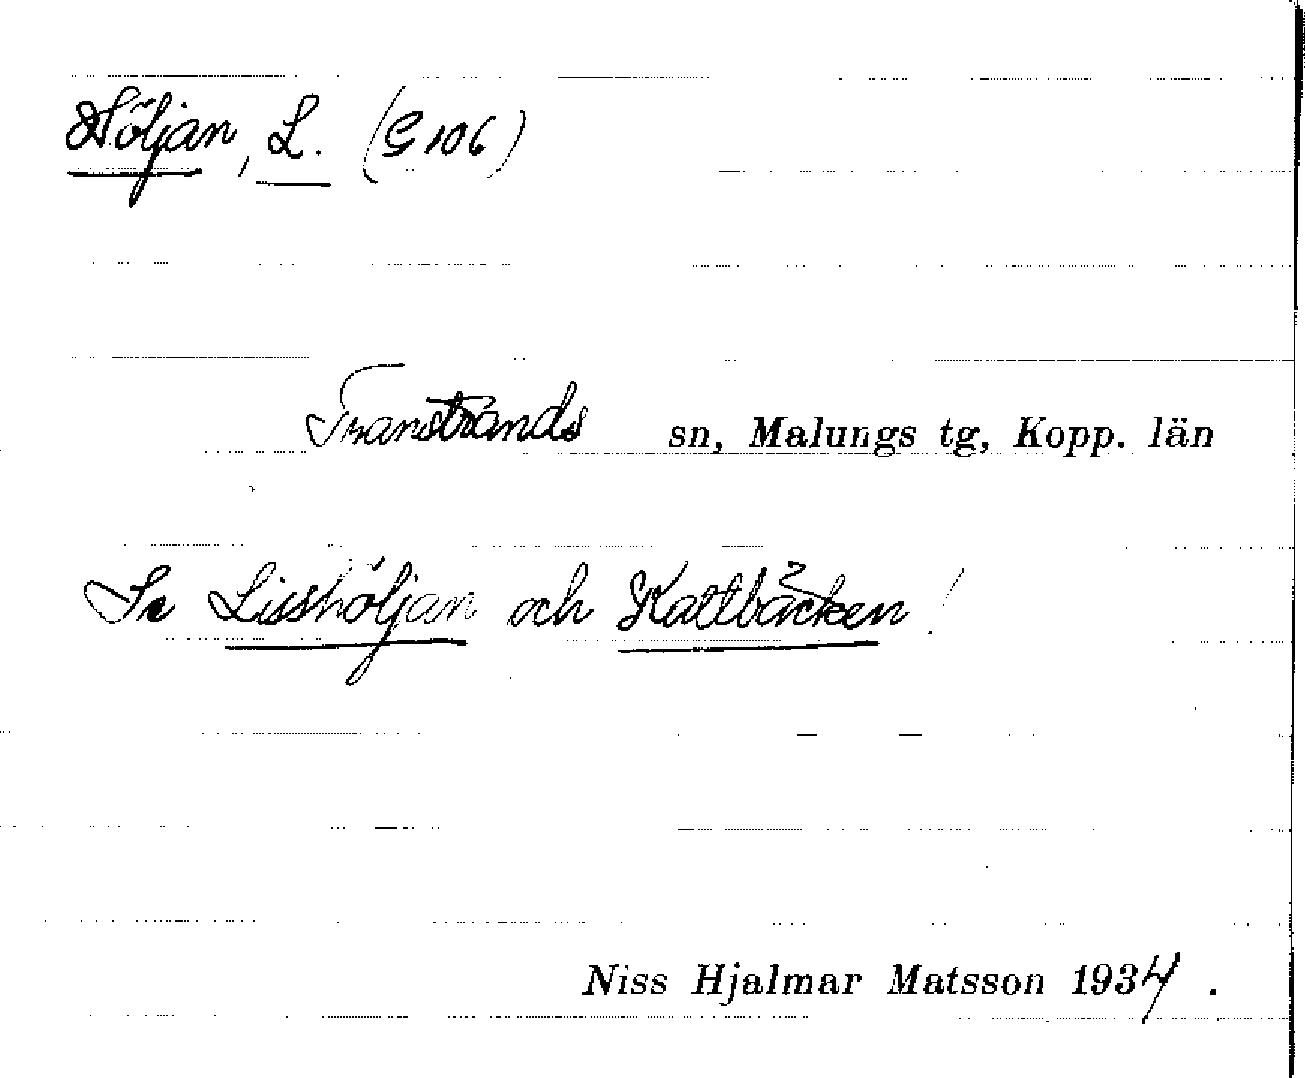 Höljan, L. (G 106)
Transtrands sn, Malungs tg, Kopp. län
Se Lisshöljan och Kattbäcken!
Niss Hjalmar Matsson 1934.